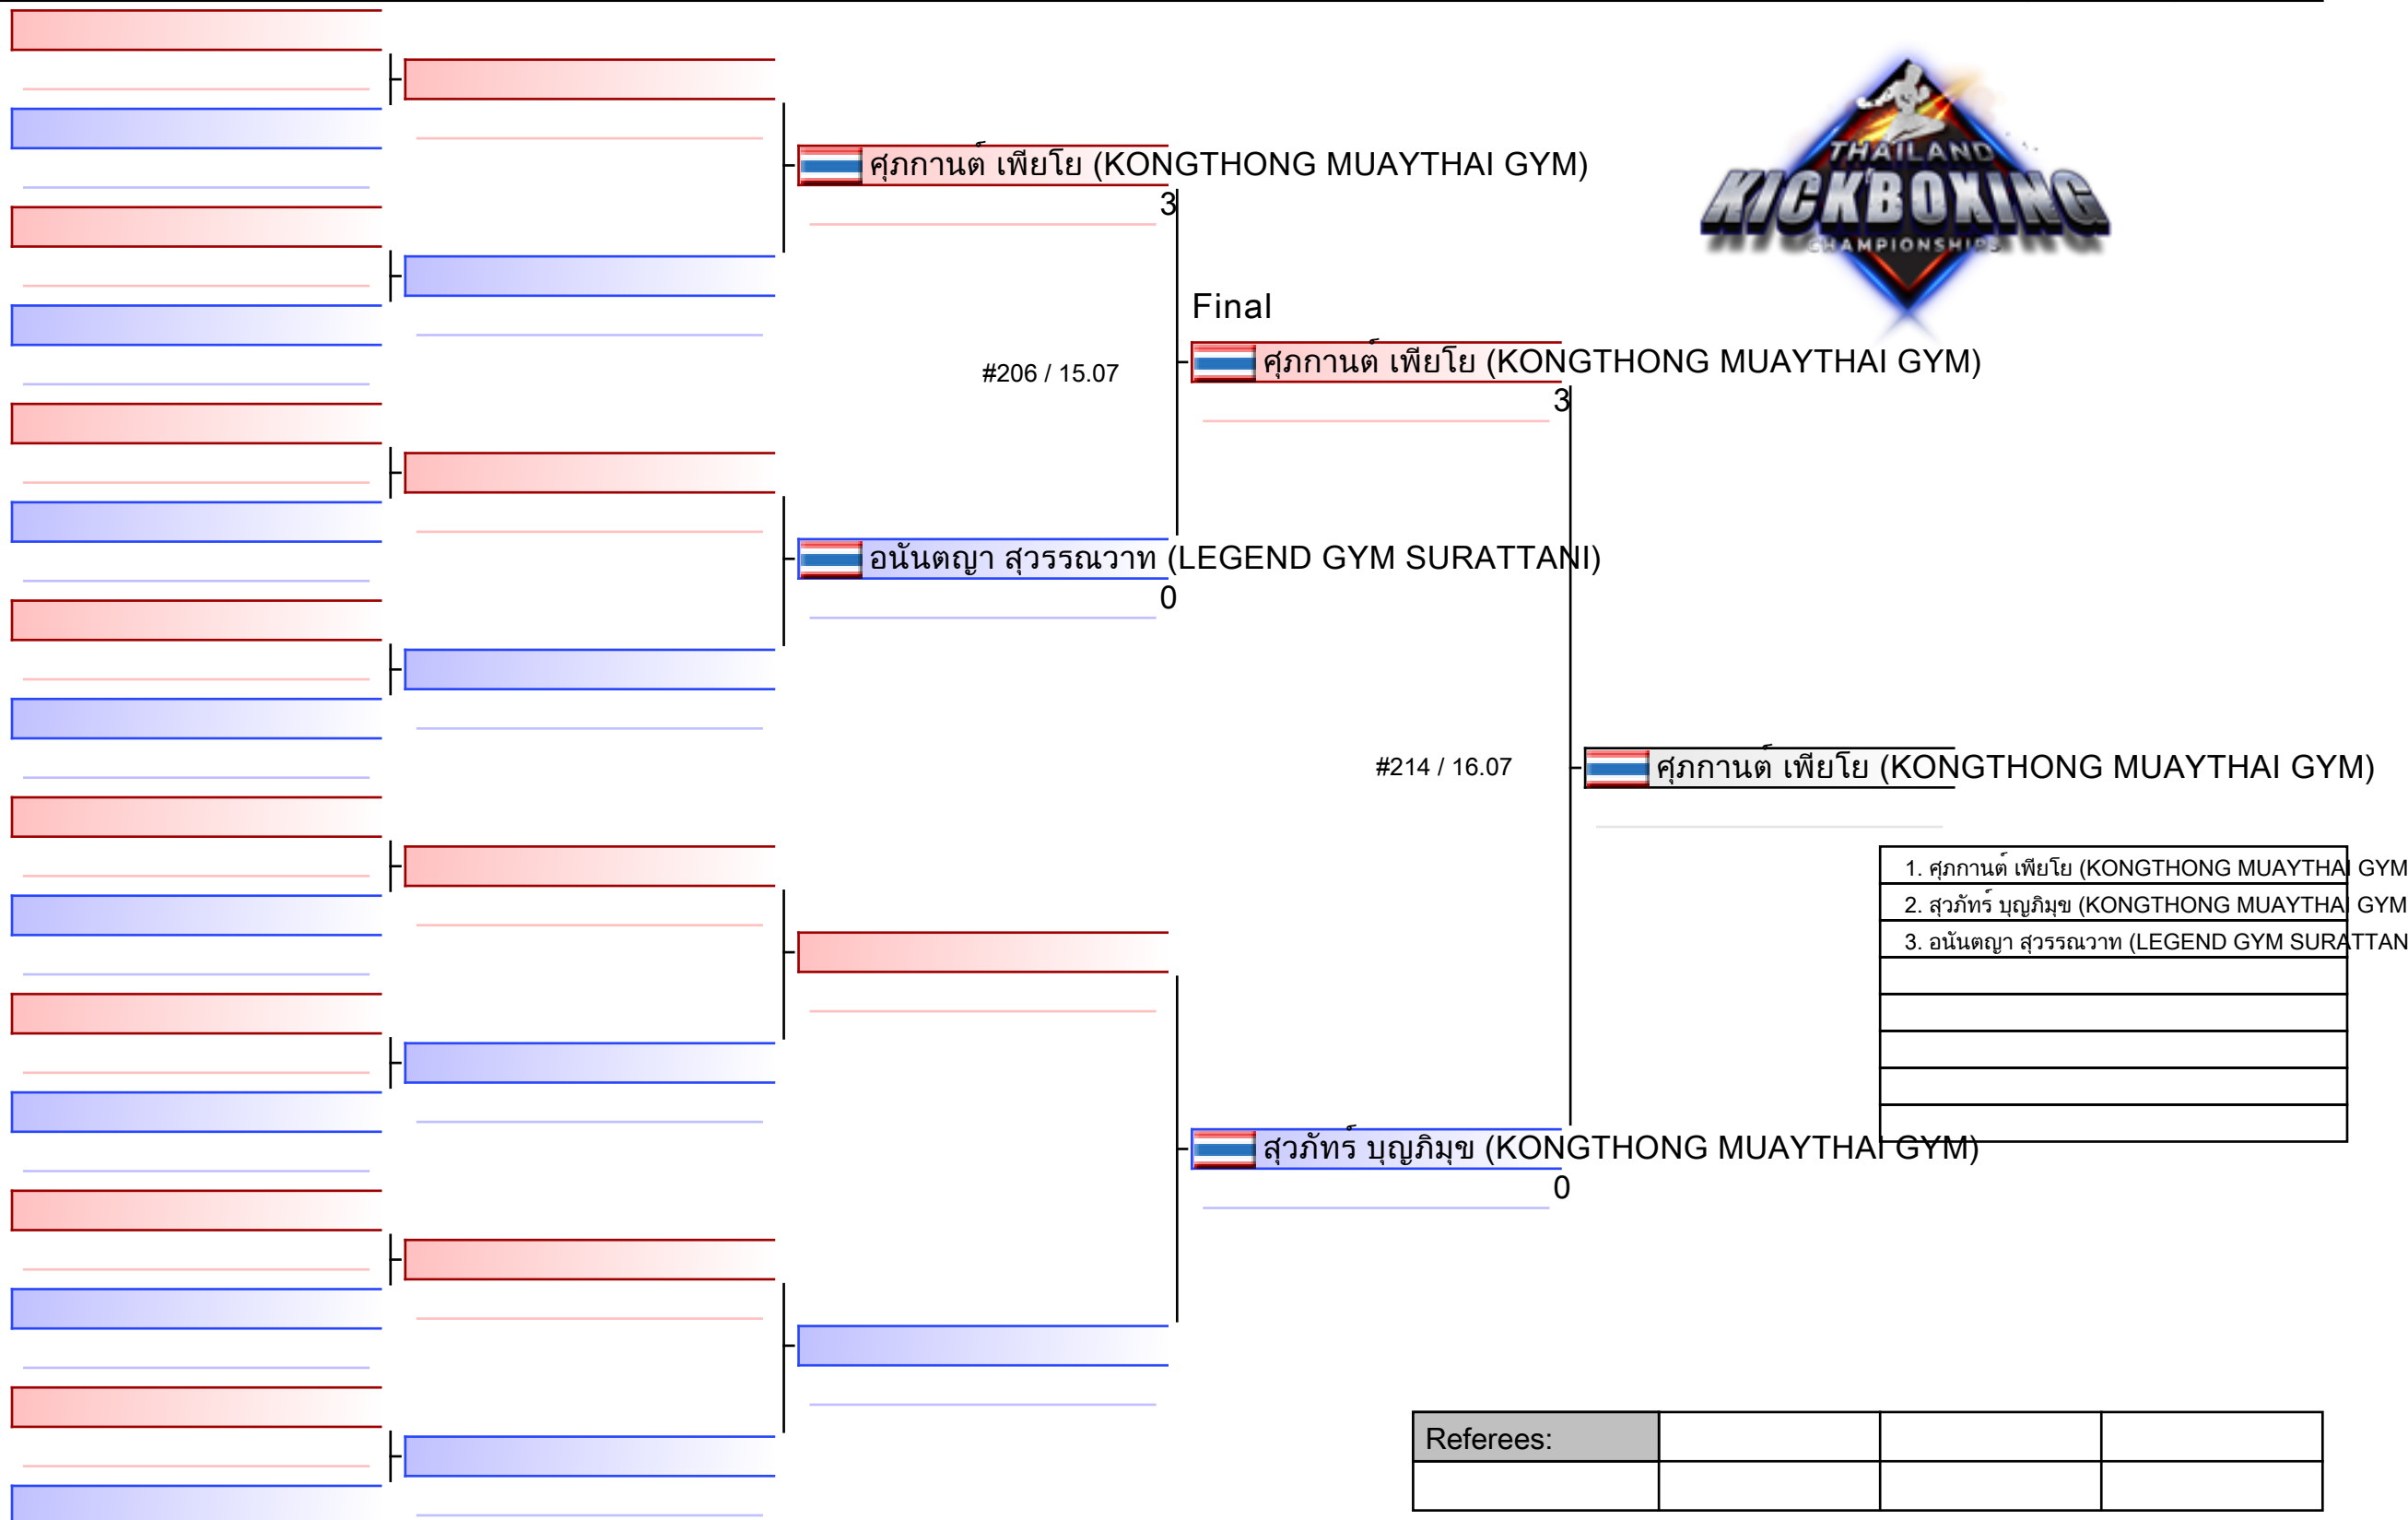 THAILAND
KICKBOXING
CHAMPIONSHIPS
ศุภกานต์ เพียโย (KONGTHONG MUAYTHAI GYM)
3
Final
#206 / 15.07
ศุภกานต์ เพียโย (KONGTHONG MUAYTHAI GYM)
3
อนันตญา สุวรรณวาท (LEGEND GYM SURATTANI)
0
#214 / 16.07
ศุภกานต์ เพียโย (KONGTHONG MUAYTHAI GYM)
1. ศุภกานต์ เพียโย (KONGTHONG MUAYTHAI GYM
2. สุวภัทร์ บุญภิมุข (KONGTHONG MUAYTHAI GYM
3. อนันตญา สุวรรณวาท (LEGEND GYM SURATTAN
สุวภัทร์ บุญภิมุข (KONGTHONG MUAYTHAI GYM)
0
Referees: